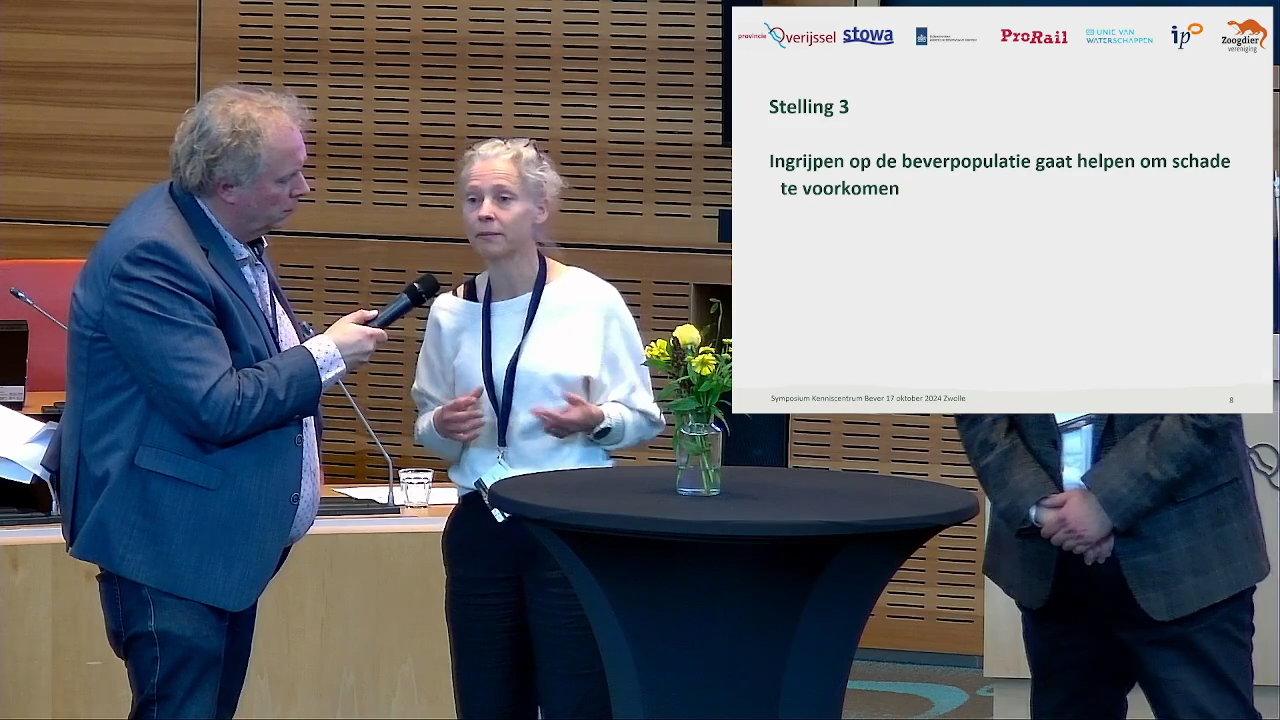 provincie Overijssel stowa ProRail UNIE VAN WATERSCHAPPEN ipo Zoogdier vereniging
Stelling 3
Ingrijpen op de beverpopulatie gaat helpen om schade
te voorkomen
Symposium Kenniscentrum Bever 17 oktober 2024 Zwolle 8